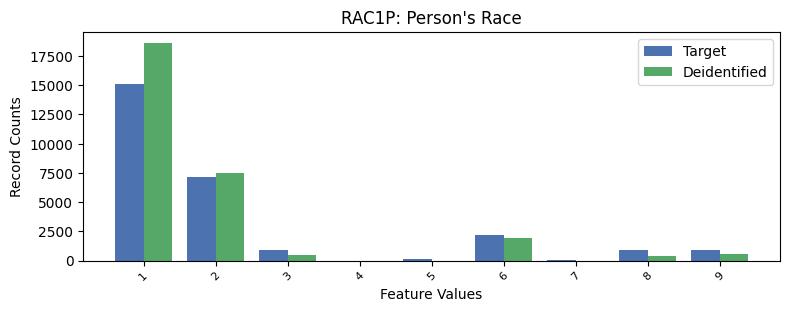 RAC1P: Person's Race
Target
Deidentified
Record Counts
17500
15000
12500
10000
7500
5000
2500
0
1 2 3 4 5 6 7 8 9
Feature Values